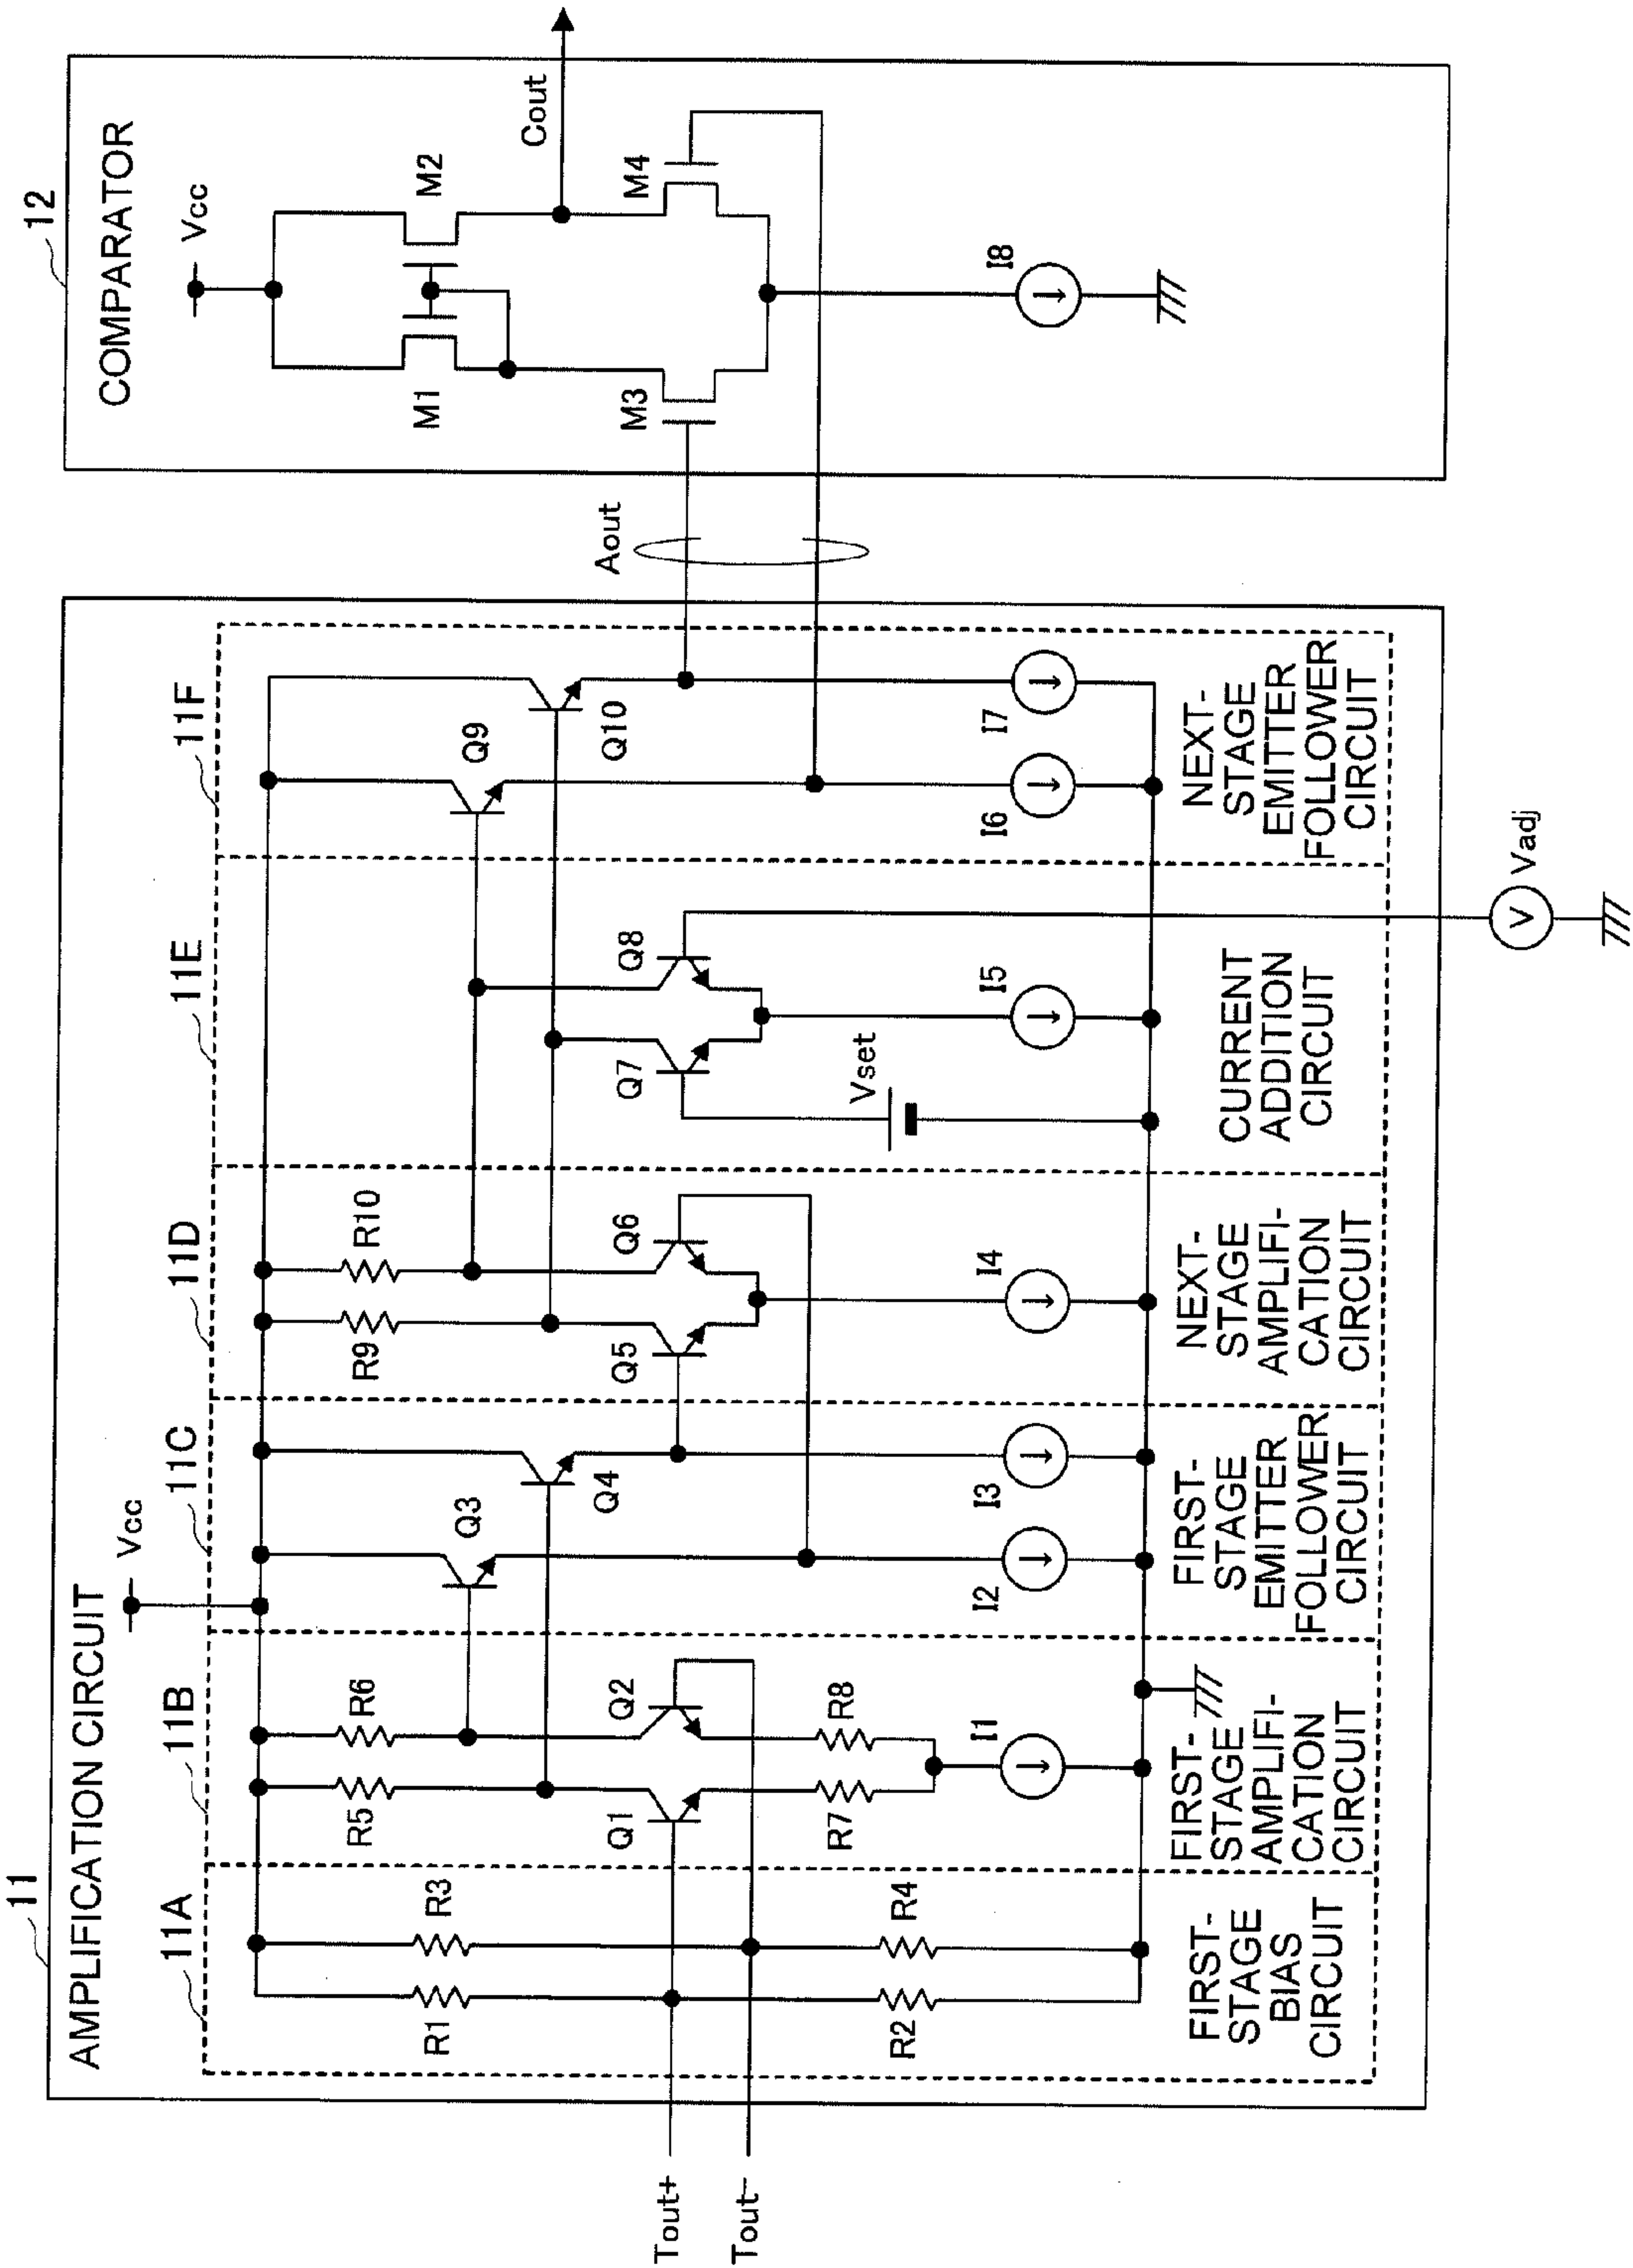 11
AMPLIFICATION CIRCUIT
Vcc
11A
11B
11C
11D
11E
11F
R1
R3
R2
R4
R5
R6
Q1
Q2
R7
R8
I1
Q3
Q4
I2
I3
R9
R10
Q5
Q6
I4
Q7
Q8
Vset
I5
Q9
Q10
I6
I7
Tout+
Tout-
FIRST-
STAGE
BIAS
CIRCUIT
FIRST-
STAGE
AMPLIFI-
CATION
CIRCUIT
FIRST-
STAGE
EMITTER
FOLLOWER
CIRCUIT
NEXT-
STAGE
AMPLIFI-
CATION
CIRCUIT
CURRENT
ADDITION
CIRCUIT
NEXT-
STAGE
EMITTER
FOLLOWER
CIRCUIT
V
Vadj
Aout
12
COMPARATOR
Vcc
M1
M2
Cout
M3
M4
I8